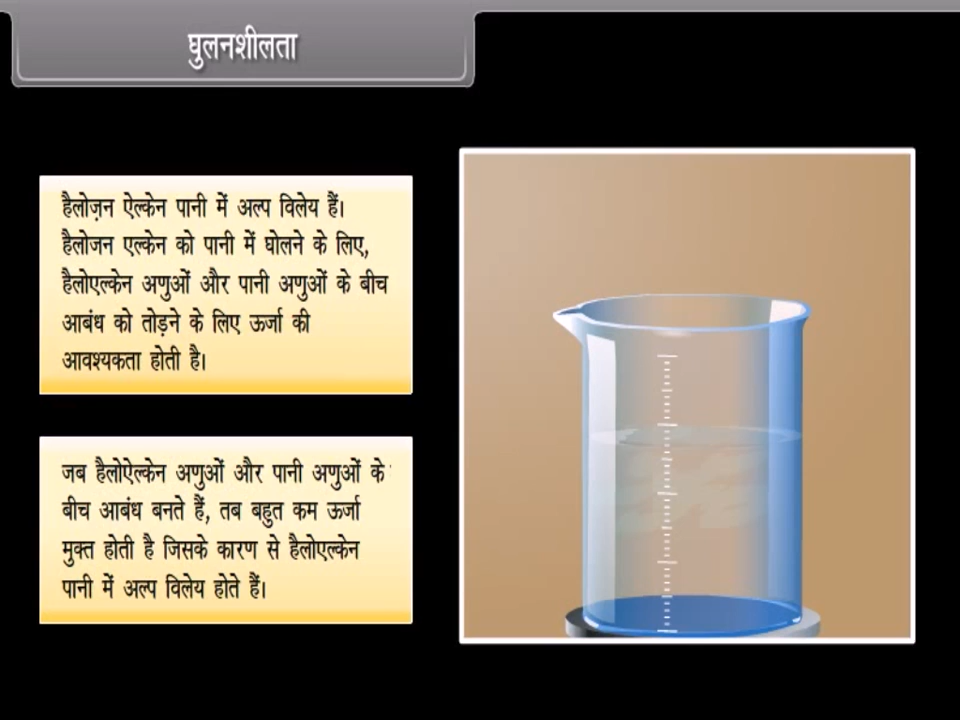 घुलनशीलता
हैलोज़न ऐल्केन पानी में अल्प विलेय हैं।
हैलोजन एल्केन को पानी में घोलने के लिए,
हैलोएल्केन अणुओं और पानी अणुओं के बीच
आबंध को तोड़ने के लिए ऊर्जा की
आवश्यकता होती है।
जब हैलोऐल्केन अणुओं और पानी अणुओं के
बीच आबंध बनते हैं, तब बहुत कम ऊर्जा
मुक्त होती है जिसके कारण से हैलोएल्केन
पानी में अल्प विलेय होते हैं।